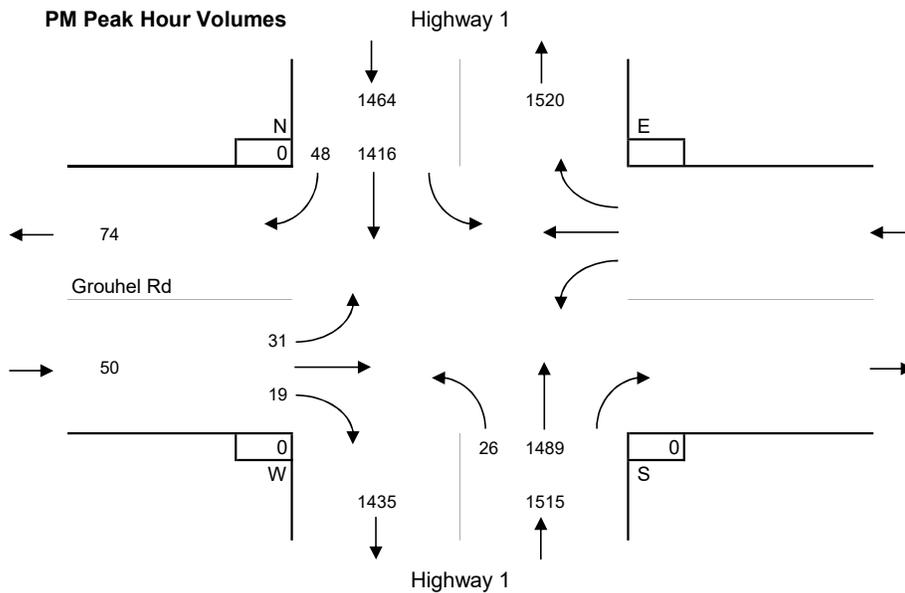 PM Peak Hour Volumes Highway 1
1464 1520
N E
0 48 1416
74
Grouhel Rd
31
50
19
0 26 1489 0
W S
1435 1515
Highway 1